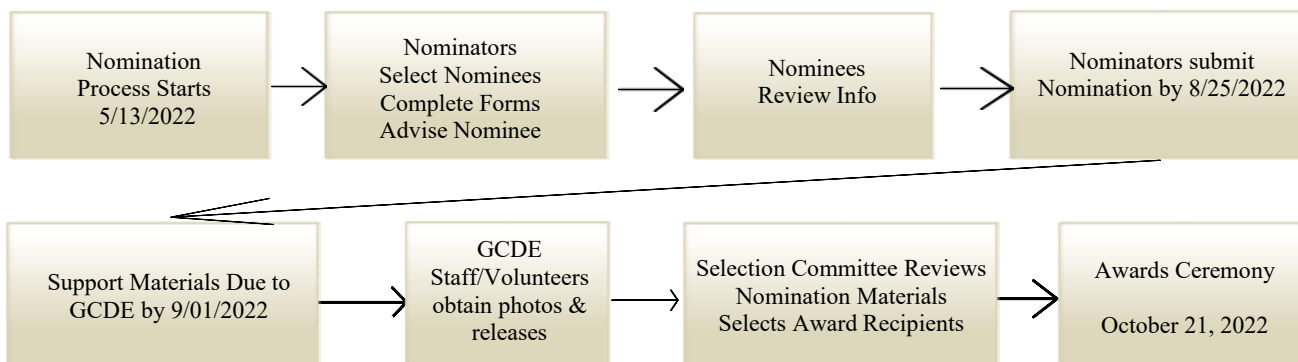 Nomination
Process Starts
5/13/2022
Nominators
Select Nominees
Complete Forms
Advise Nominee
Nominees
Review Info
Nominators submit
Nomination by 8/25/2022
Support Materials Due to
GCDE by 9/01/2022
GCDE
Staff/Volunteers
obtain photos &
releases
Selection Committee Reviews
Nomination Materials
Selects Award Recipients
Awards Ceremony
October 21, 2022